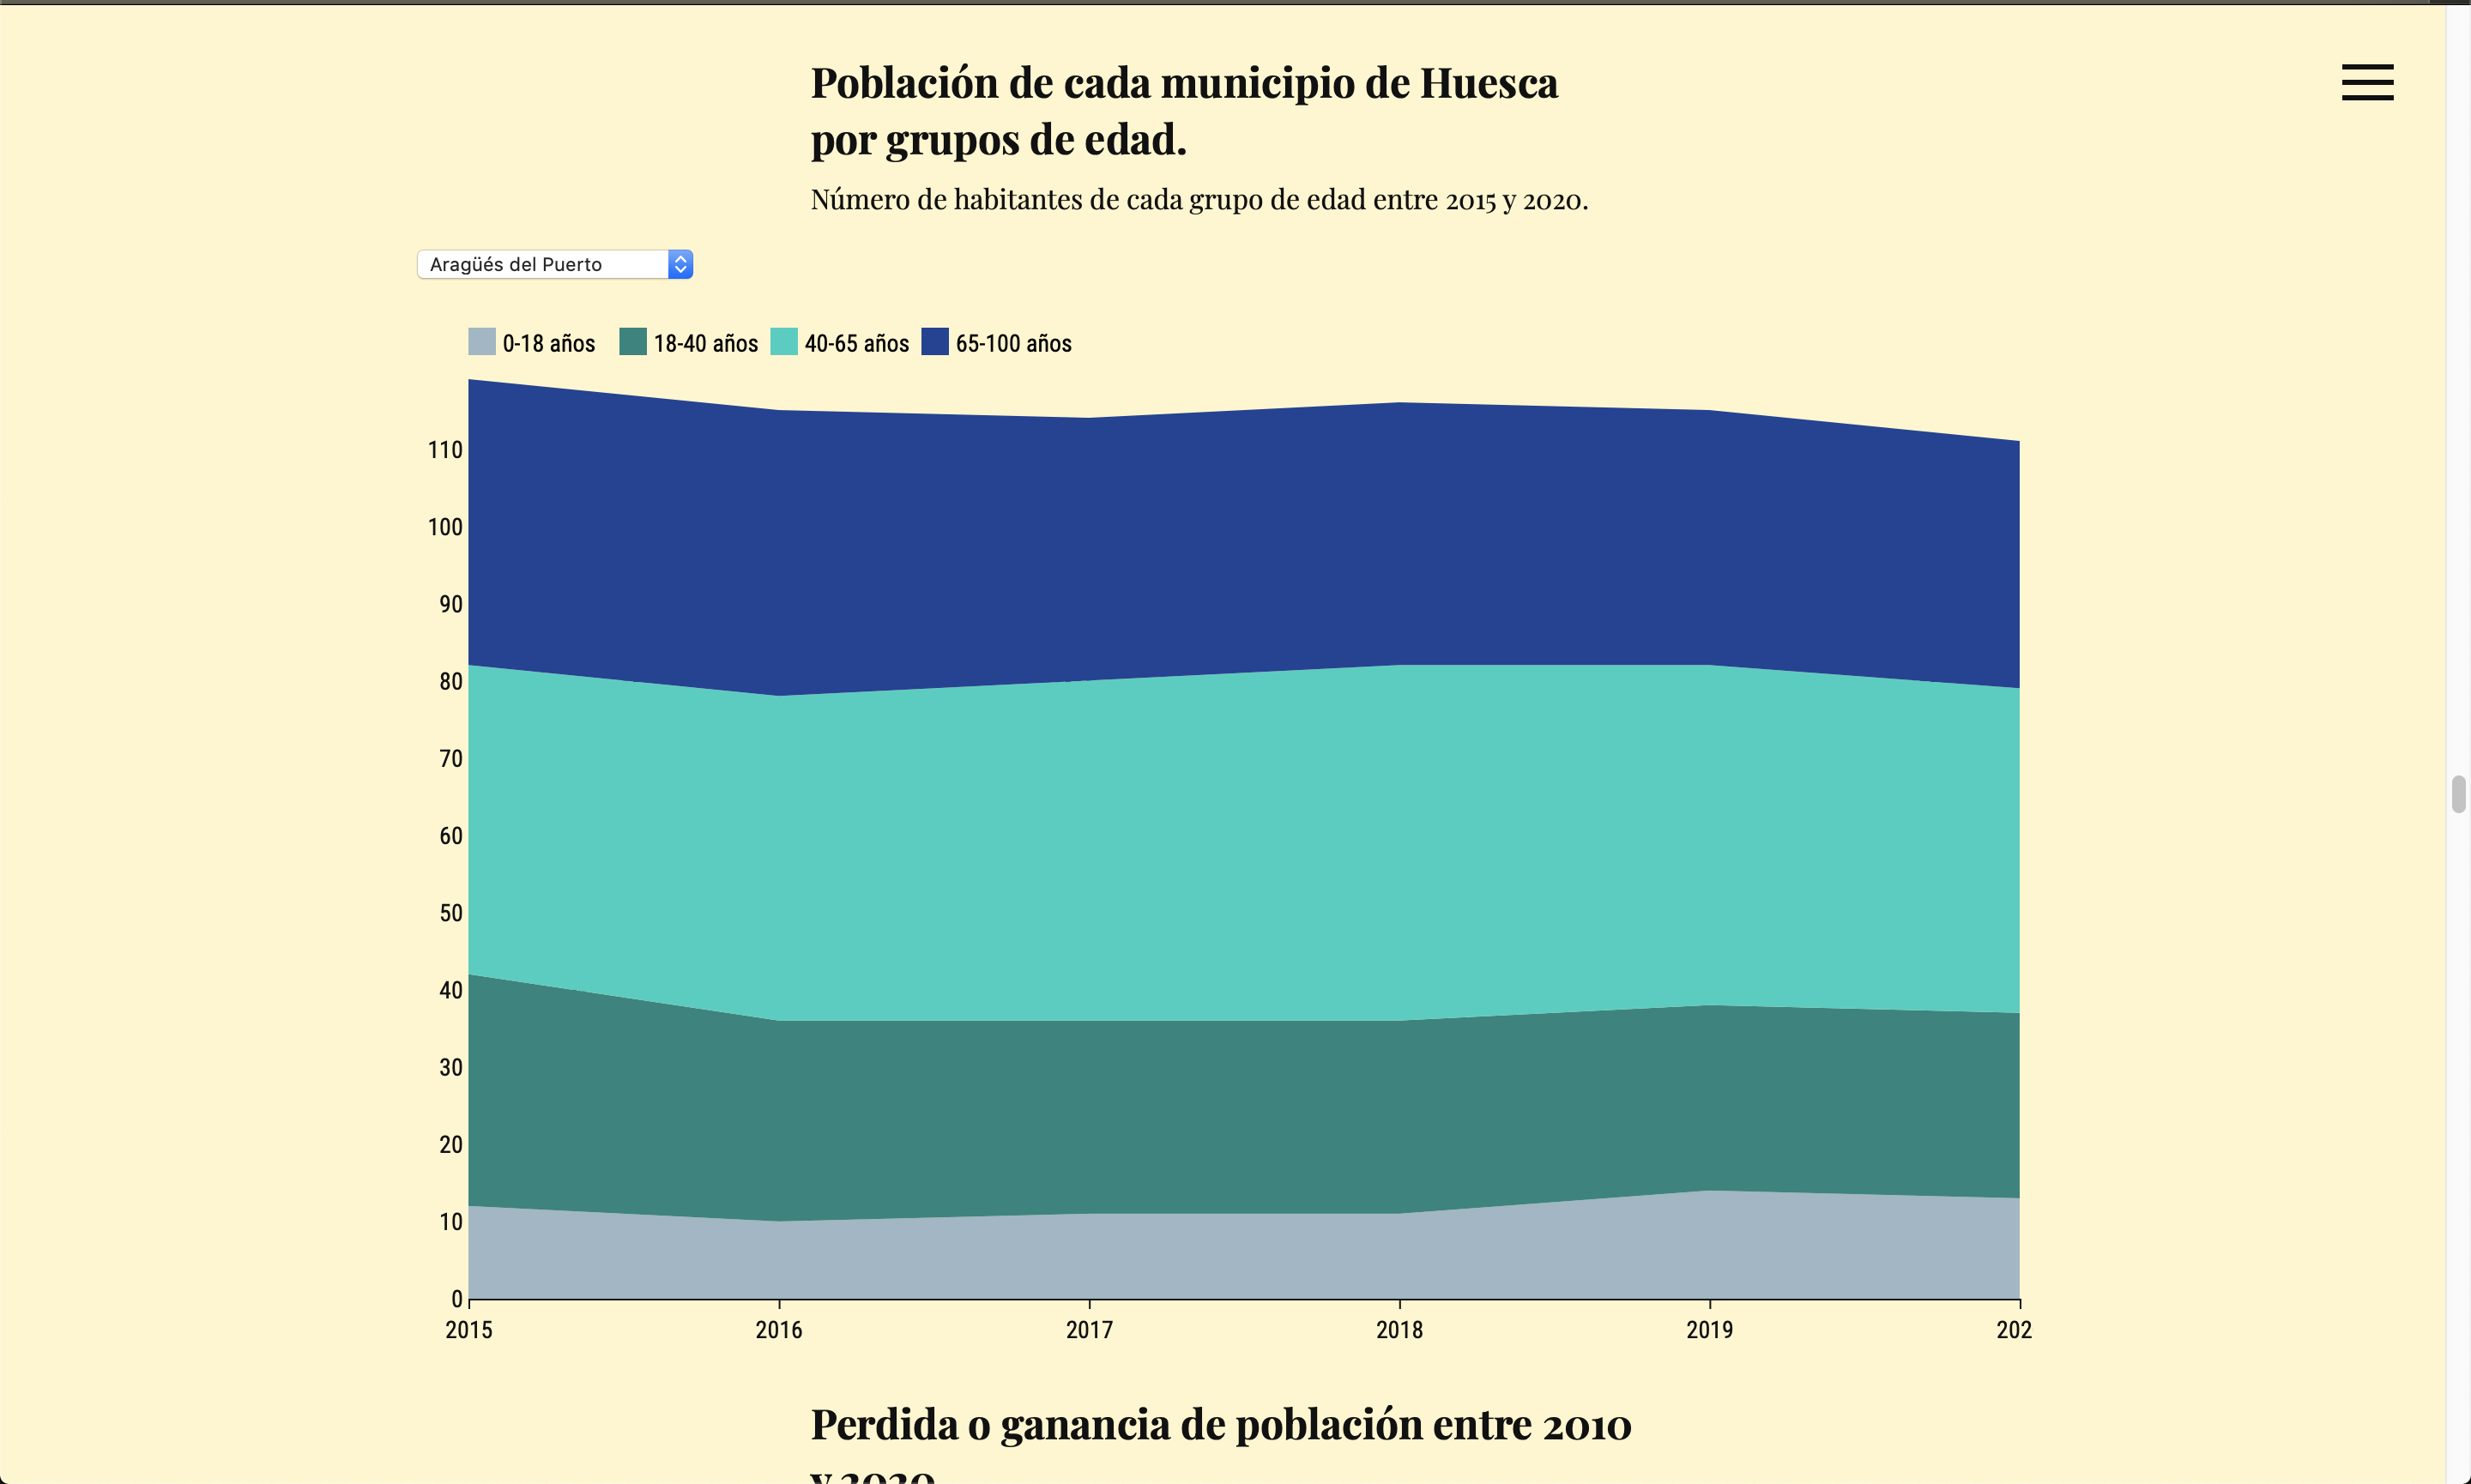 Población de cada municipio de Huesca
por grupos de edad.
Número de habitantes de cada grupo de edad entre 2015 y 2020.
Aragüés del Puerto
0-18 años 18-40 años 40-65 años 65-100 años
110
100
90
80
70
60
50
40
30
20
10
0
2015 2016 2017 2018 2019 202
Perdida o ganancia de población entre 2010
y 2020